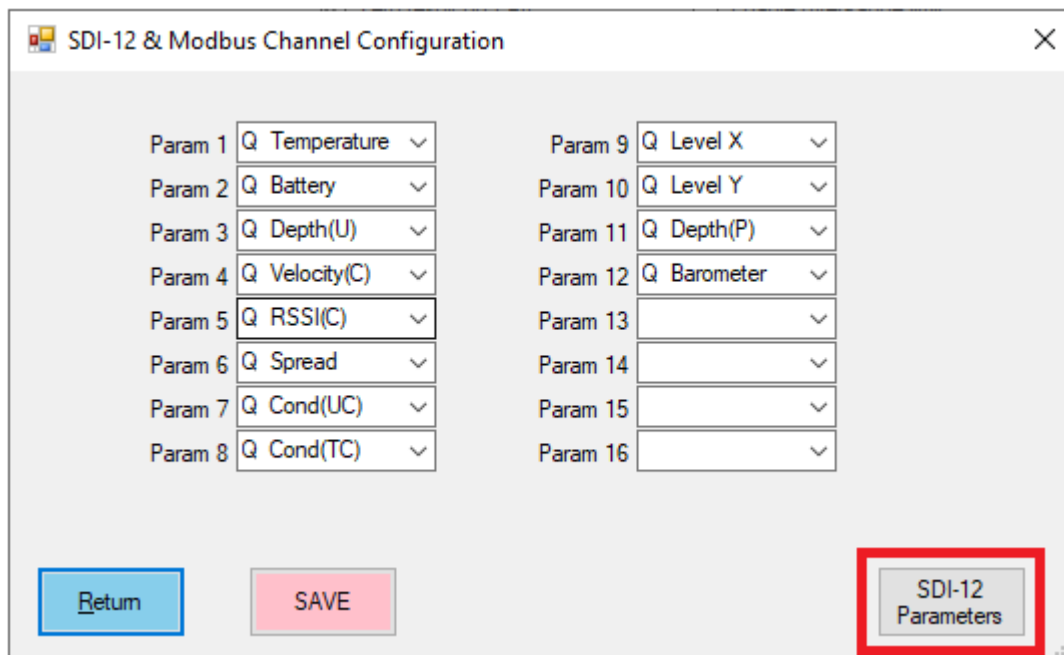 SDI-12 & Modbus Channel Configuration
Param 1 Q Temperature
Param 2 Q Battery
Param 3 Q Depth(U)
Param 4 Q Velocity(C)
Param 5 Q RSSI(C)
Param 6 Q Spread
Param 7 Q Cond(UC)
Param 8 Q Cond(TC)
Param 9 Q Level X
Param 10 Q Level Y
Param 11 Q Depth(P)
Param 12 Q Barometer
Param 13
Param 14
Param 15
Param 16
Return
SAVE
SDI-12
Parameters